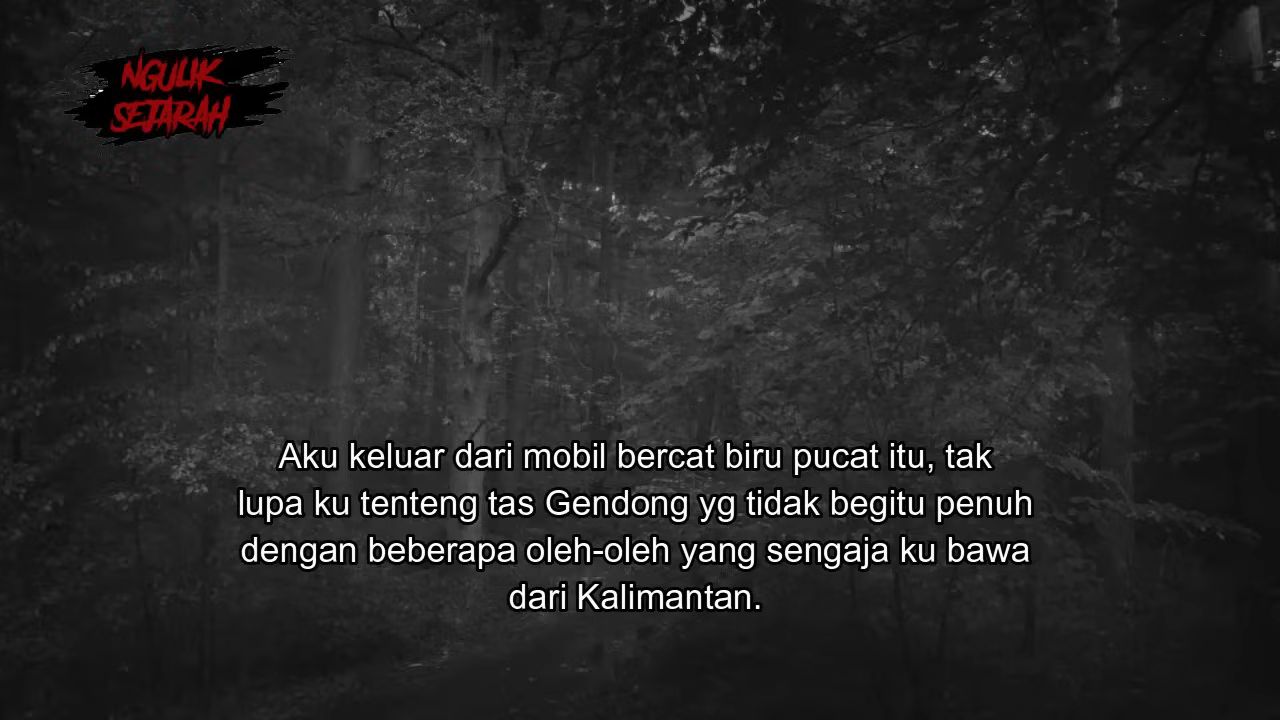 NGULIK
SEJARAH
Aku keluar dari mobil bercat biru pucat itu, tak
lupa ku tenteng tas Gendong yg tidak begitu penuh
dengan beberapa oleh-oleh yang sengaja ku bawa
dari Kalimantan.